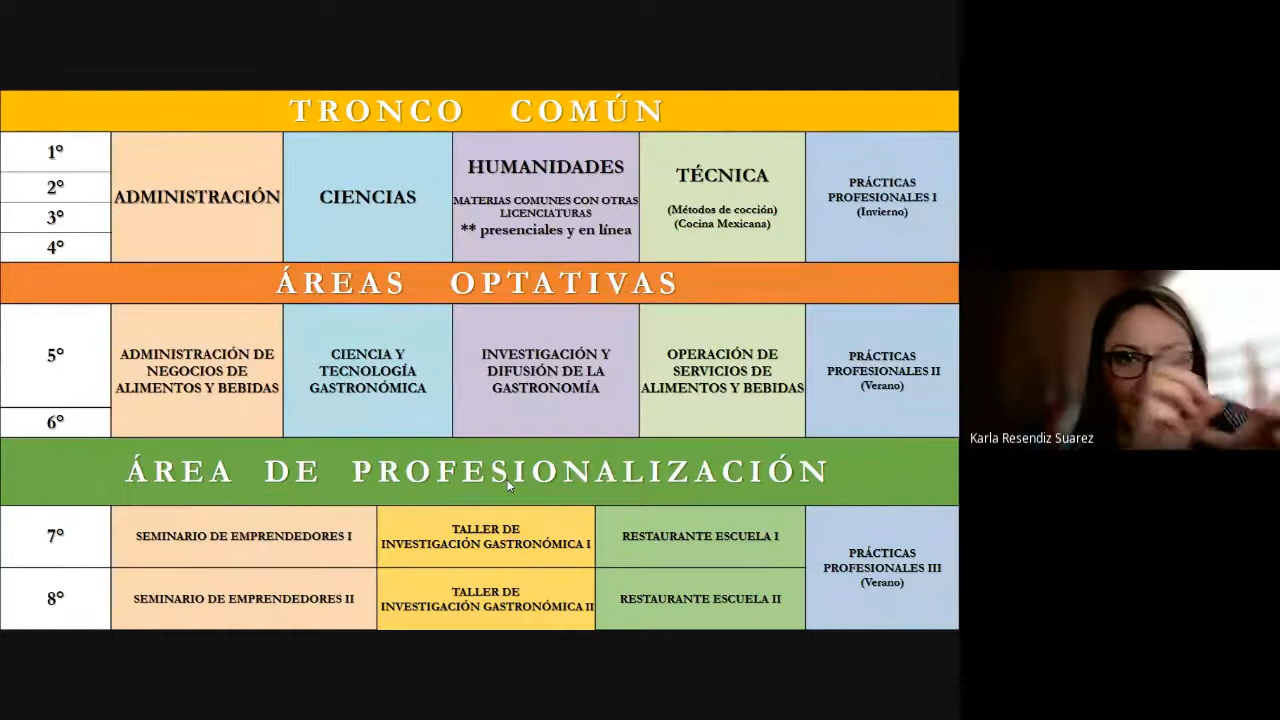 TRONCO COMÚN
1°
2°
3°
4°
ADMINISTRACIÓN
CIENCIAS
HUMANIDADES
MATERIAS COMUNES CON OTRAS
LICENCIATURAS
** presenciales y en línea
TÉCNICA
(Métodos de cocción)
(Cocina Mexicana)
PRÁCTICAS
PROFESIONALES I
(Invierno)
ÁREAS OPTATIVAS
5°
6°
ADMINISTRACIÓN DE
NEGOCIOS DE
ALIMENTOS Y BEBIDAS
CIENCIA Y
TECNOLOGÍA
GASTRONÓMICA
INVESTIGACIÓN Y
DIFUSIÓN DE LA
GASTRONOMÍA
OPERACIÓN DE
SERVICIOS DE
ALIMENTOS Y BEBIDAS
PRÁCTICAS
PROFESIONALES II
(Verano)
ÁREA DE PROFESIONALIZACIÓN
7°
SEMINARIO DE EMPRENDEDORES I
TALLER DE
INVESTIGACIÓN GASTRONÓMICA I
RESTAURANTE ESCUELA I
8°
SEMINARIO DE EMPRENDEDORES II
TALLER DE
INVESTIGACIÓN GASTRONÓMICA II
RESTAURANTE ESCUELA II
PRÁCTICAS
PROFESIONALES III
(Verano)
Karla Resendiz Suarez